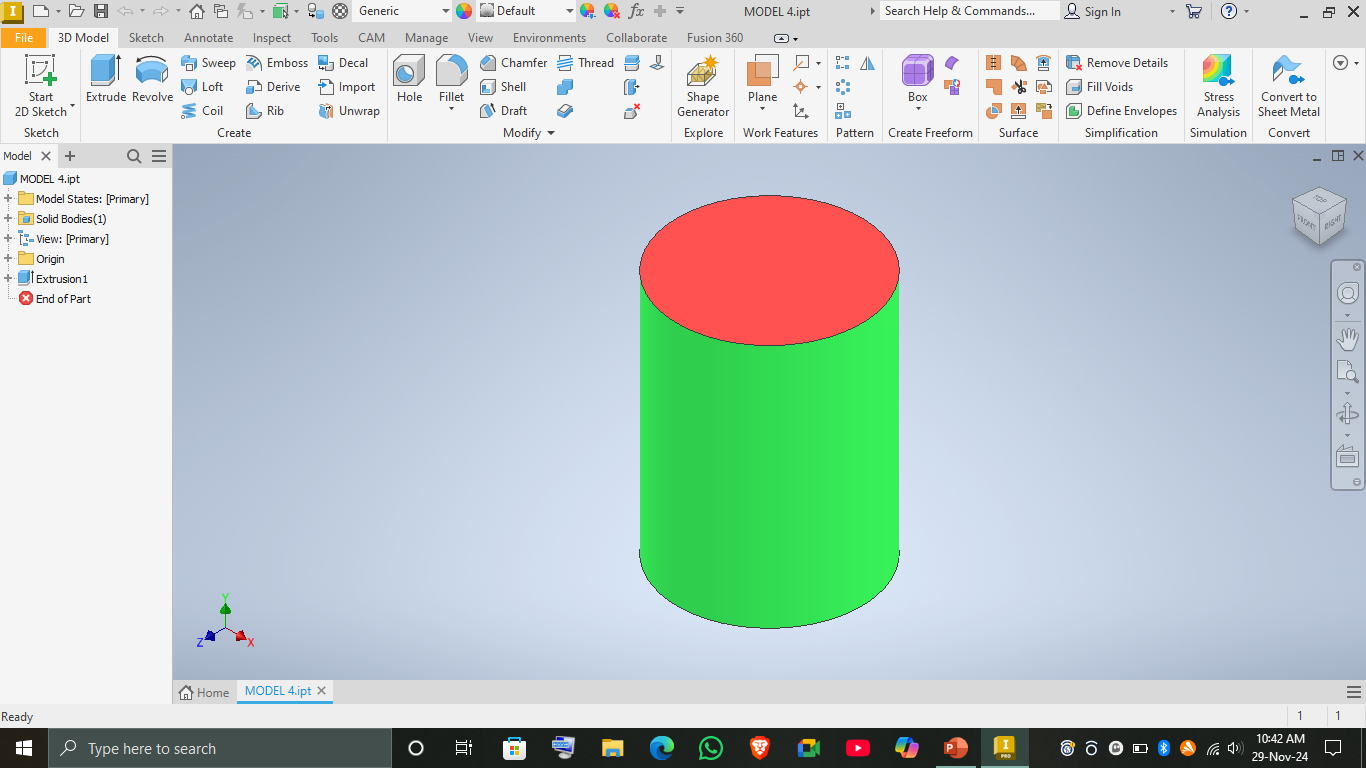 Generic
Default
MODEL 4.ipt
Search Help & Commands...
Sign In
File
3D Model
Sketch
Annotate
Inspect
Tools
CAM
Manage
View
Environments
Collaborate
Fusion 360
Start
2D Sketch
Sketch
Extrude
Revolve
Sweep
Loft
Coil
Emboss
Derive
Rib
Decal
Import
Unwrap
Create
Hole
Fillet
Chamfer
Shell
Draft
Thread
Modify
Shape
Generator
Explore
Plane
Work Features
Pattern
Box
Create Freeform
Surface
Remove Details
Fill Voids
Define Envelopes
Simplification
Stress
Analysis
Simulation
Convert to
Sheet Metal
Convert
Model
MODEL 4.ipt
Model States: [Primary]
Solid Bodies(1)
View: [Primary]
Origin
Extrusion1
End of Part
TOP
FRONT
RIGHT
Y
Z
X
Home
MODEL 4.ipt
Ready
1
1
Type here to search
10:42 AM
29-Nov-24